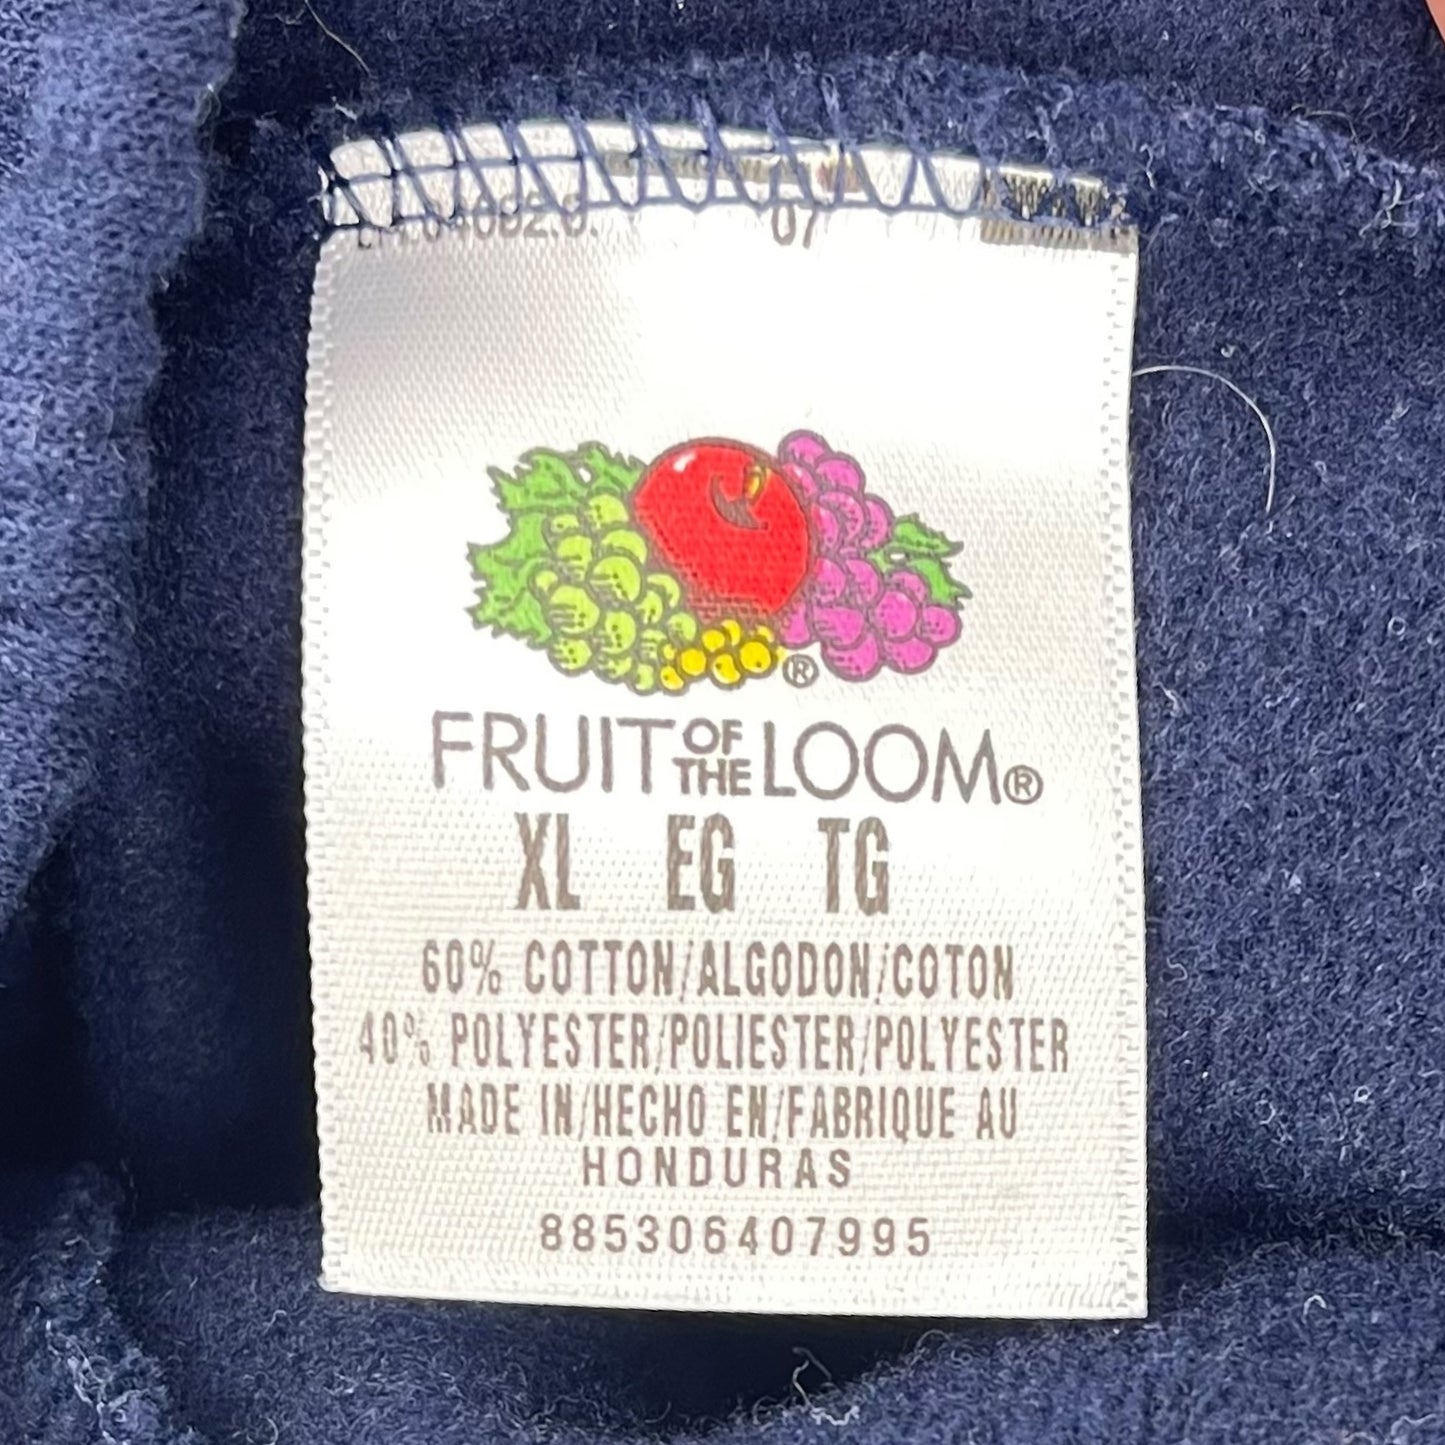 07
®
FRUIT OF THE LOOM®
XL EG TG
60% COTTON/ALGODON/COTON
40% POLYESTER/POLIESTER/POLYESTER
MADE IN/HECHO EN/FABRIQUE AU
HONDURAS
885306407995